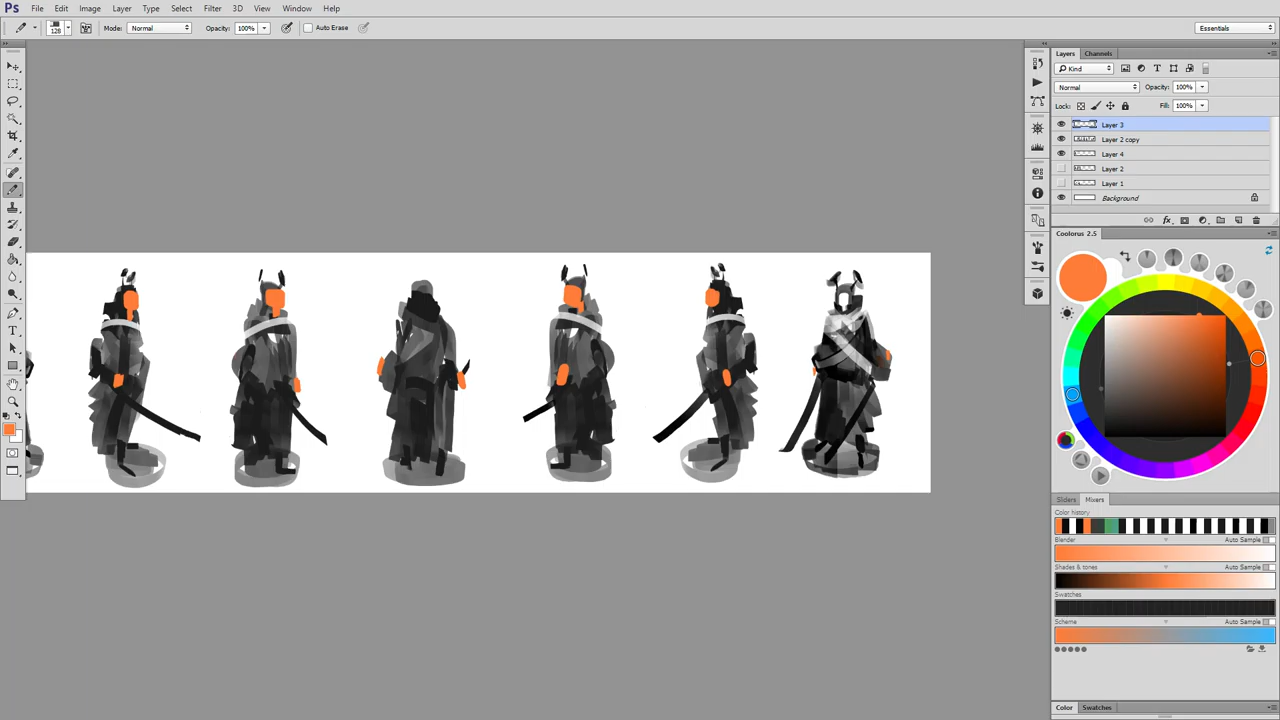 Ps File Edit Image Layer Type Select Filter 3D View Window Help
128 Mode: Normal Opacity: 100% Auto Erase Essentials
Layers Channels
Kind
Normal Opacity: 100%
Lock: Fill: 100%
Layer 3
Layer 2 copy
Layer 4
Layer 2
Layer 1
Background
fx
Coolorus 2.5
Sliders Mixers
Color history
Blender Auto Sample
Shades & tones Auto Sample
Swatches
Scheme Auto Sample
Color Swatches